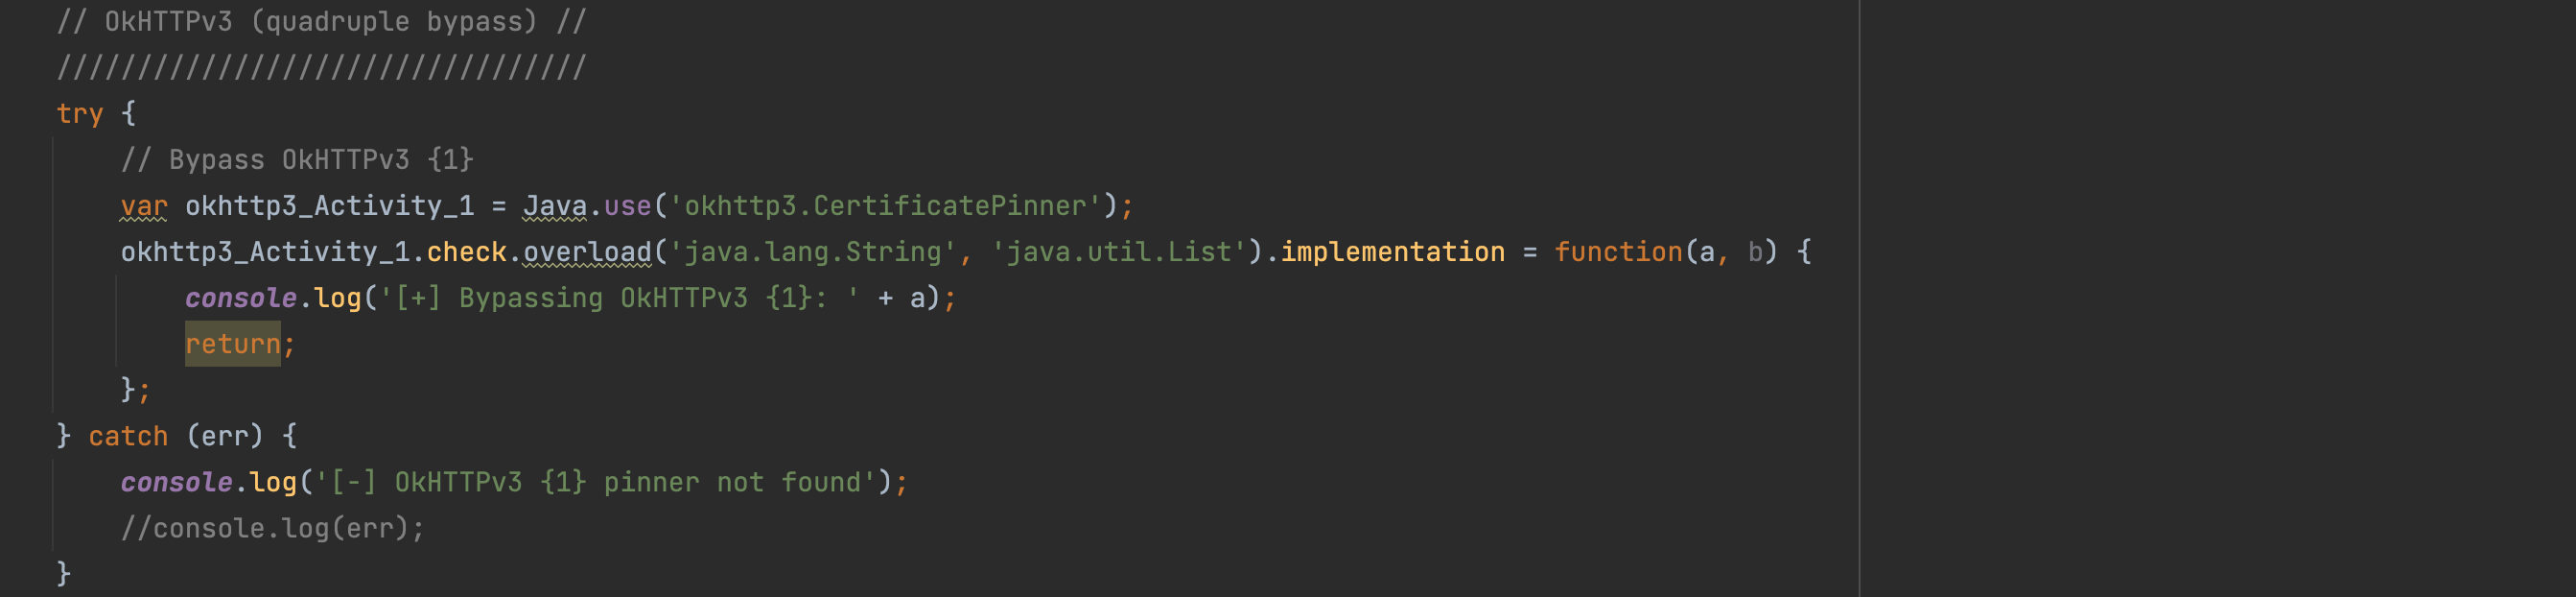 // OkHTTPv3 (quadruple bypass) //
/////////////////////////////////
try {
    // Bypass OkHTTPv3 {1}
    var okhttp3_Activity_1 = Java.use('okhttp3.CertificatePinner');
    okhttp3_Activity_1.check.overload('java.lang.String', 'java.util.List').implementation = function(a, b) {
        console.log('[+] Bypassing OkHTTPv3 {1}: ' + a);
        return;
    };
} catch (err) {
    console.log('[-] OkHTTPv3 {1} pinner not found');
    //console.log(err);
}